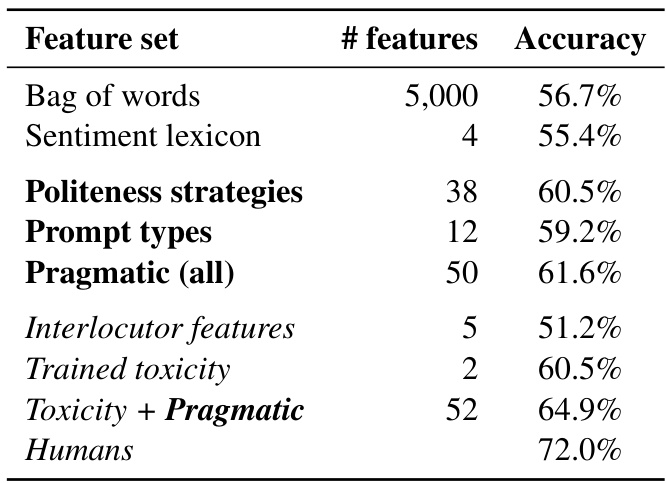 Feature set # features Accuracy
Bag of words 5,000 56.7%
Sentiment lexicon 4 55.4%
Politeness strategies 38 60.5%
Prompt types 12 59.2%
Pragmatic (all) 50 61.6%
Interlocutor features 5 51.2%
Trained toxicity 2 60.5%
Toxicity + Pragmatic 52 64.9%
Humans 72.0%